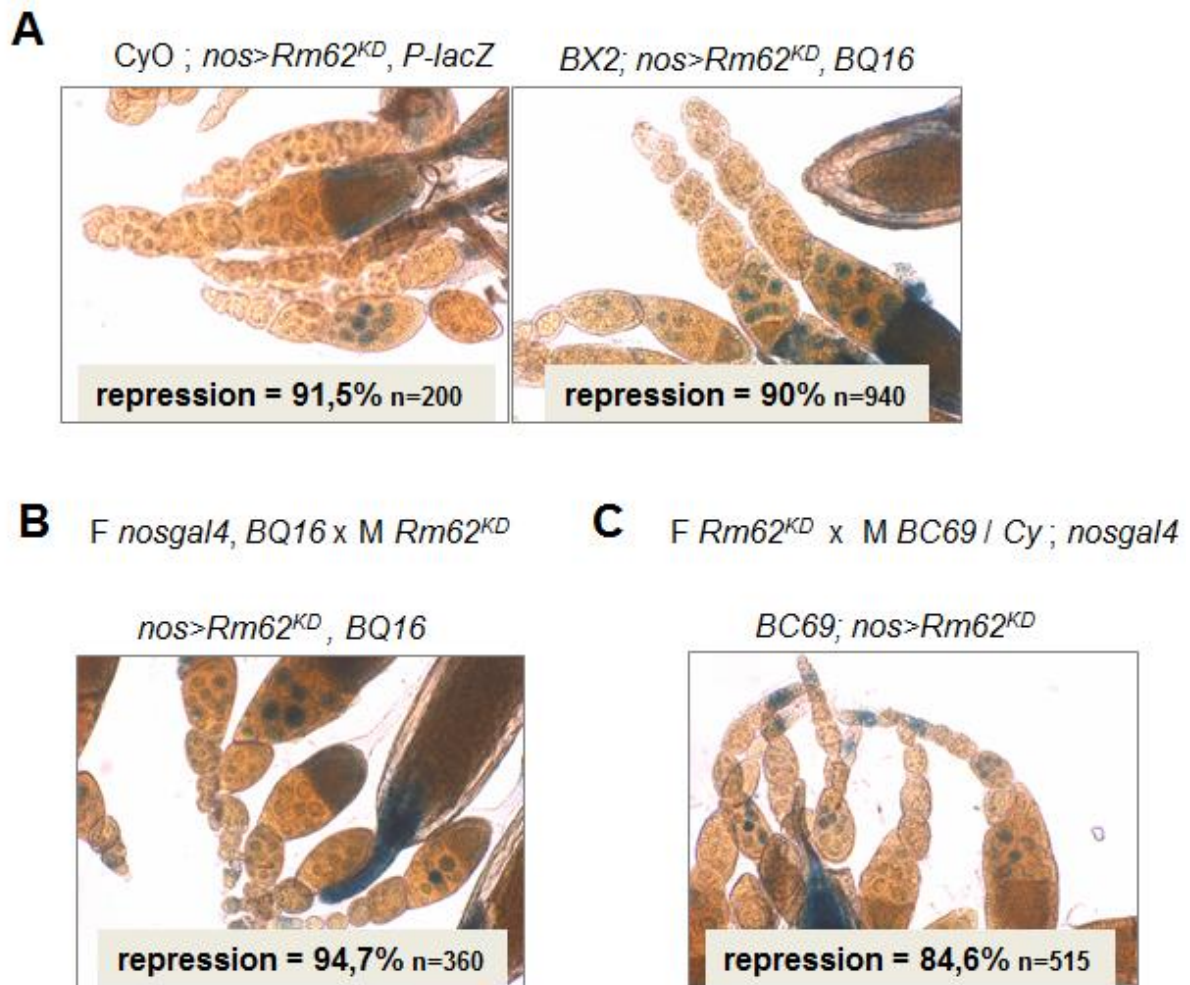 A
CyO ; nos>Rm62KD, P-lacZ
BX2; nos>Rm62KD, BQ16
repression = 91,5% n=200
repression = 90% n=940
B F nosgal4, BQ16 x M Rm62KD
nos>Rm62KD , BQ16
repression = 94,7% n=360
C F Rm62KD x M BC69 / Cy ; nosgal4
BC69; nos>Rm62KD
repression = 84,6% n=515